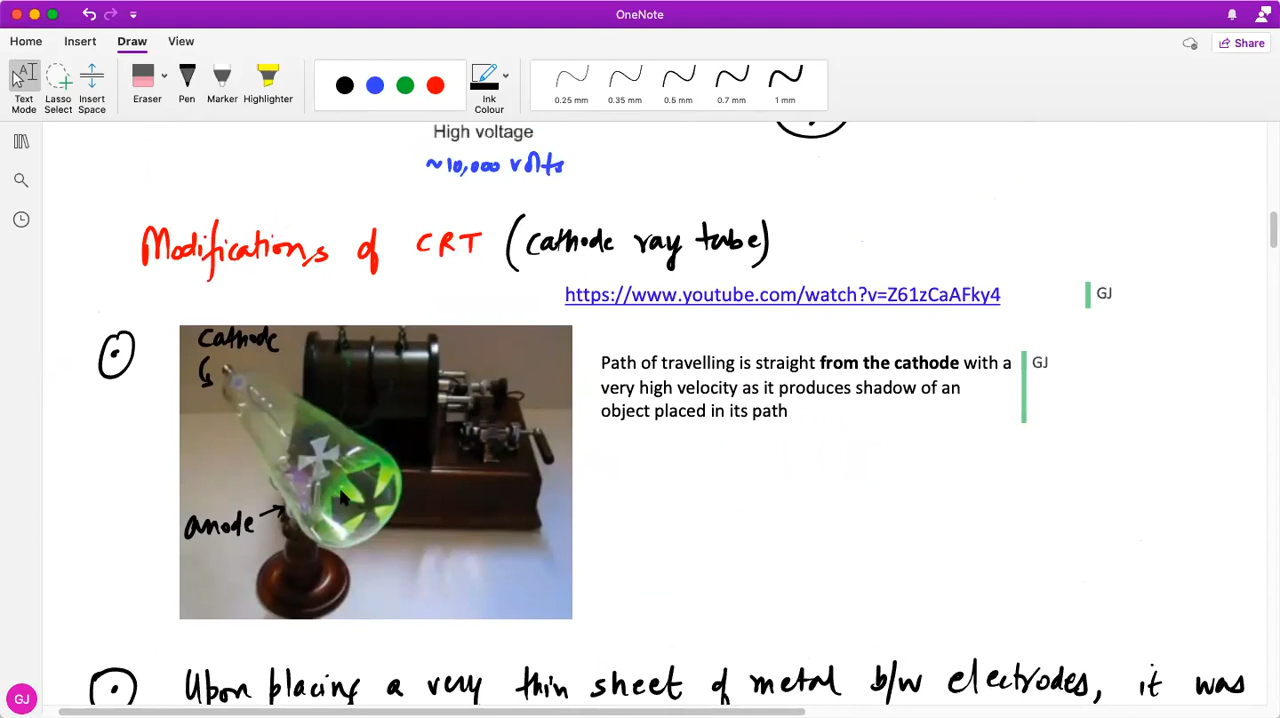 OneNote
Home Insert Draw View
Share
Text Mode
Lasso Select
Insert Space
Eraser
Pen
Marker
Highlighter
Ink Colour
0.25 mm
0.35 mm
0.5 mm
0.7 mm
1 mm
High voltage
~10,000 volts
Modifications of CRT (cathode ray tube)
https://www.youtube.com/watch?v=Z61zCaAFky4
GJ
cathode
anode
Path of travelling is straight from the cathode with a
very high velocity as it produces shadow of an
object placed in its path
GJ
Upon placing a very thin sheet of metal b/w electrodes, it was
GJ